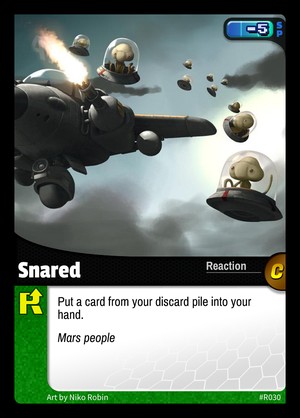 -5
SP
Snared
Reaction
C
R
Put a card from your discard pile into your
hand.
Mars people
Art by Niko Robin
#R030